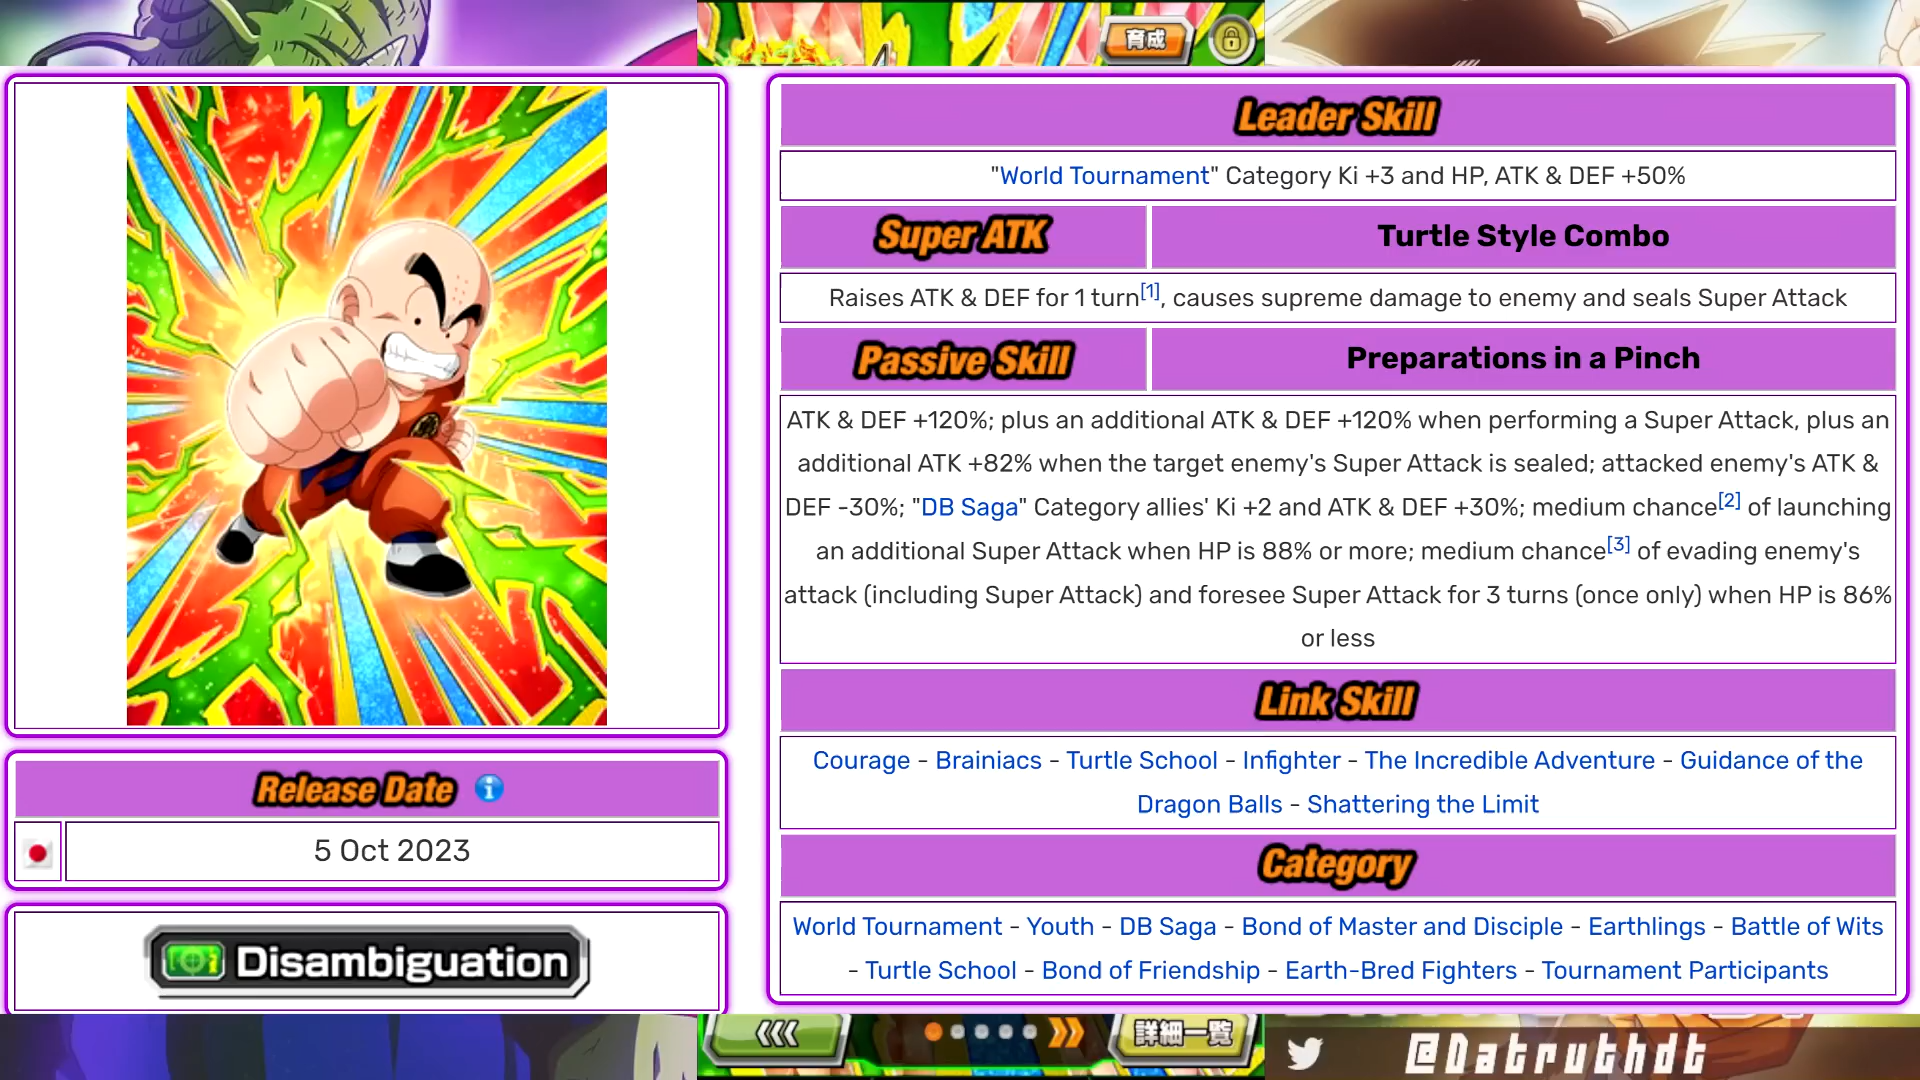 育成
Leader Skill
"World Tournament" Category Ki +3 and HP, ATK & DEF +50%
Super ATK
Turtle Style Combo
Raises ATK & DEF for 1 turn[1], causes supreme damage to enemy and seals Super Attack
Passive Skill
Preparations in a Pinch
ATK & DEF +120%; plus an additional ATK & DEF +120% when performing a Super Attack, plus an
additional ATK +82% when the target enemy's Super Attack is sealed; attacked enemy's ATK &
DEF -30%; "DB Saga" Category allies' Ki +2 and ATK & DEF +30%; medium chance[2] of launching
an additional Super Attack when HP is 88% or more; medium chance[3] of evading enemy's
attack (including Super Attack) and foresee Super Attack for 3 turns (once only) when HP is 86%
or less
Link Skill
Courage - Brainiacs - Turtle School - Infighter - The Incredible Adventure - Guidance of the
Dragon Balls - Shattering the Limit
Category
World Tournament - Youth - DB Saga - Bond of Master and Disciple - Earthlings - Battle of Wits
- Turtle School - Bond of Friendship - Earth-Bred Fighters - Tournament Participants
Release Date
5 Oct 2023
Disambiguation
詳細一覧
@Datruthdt